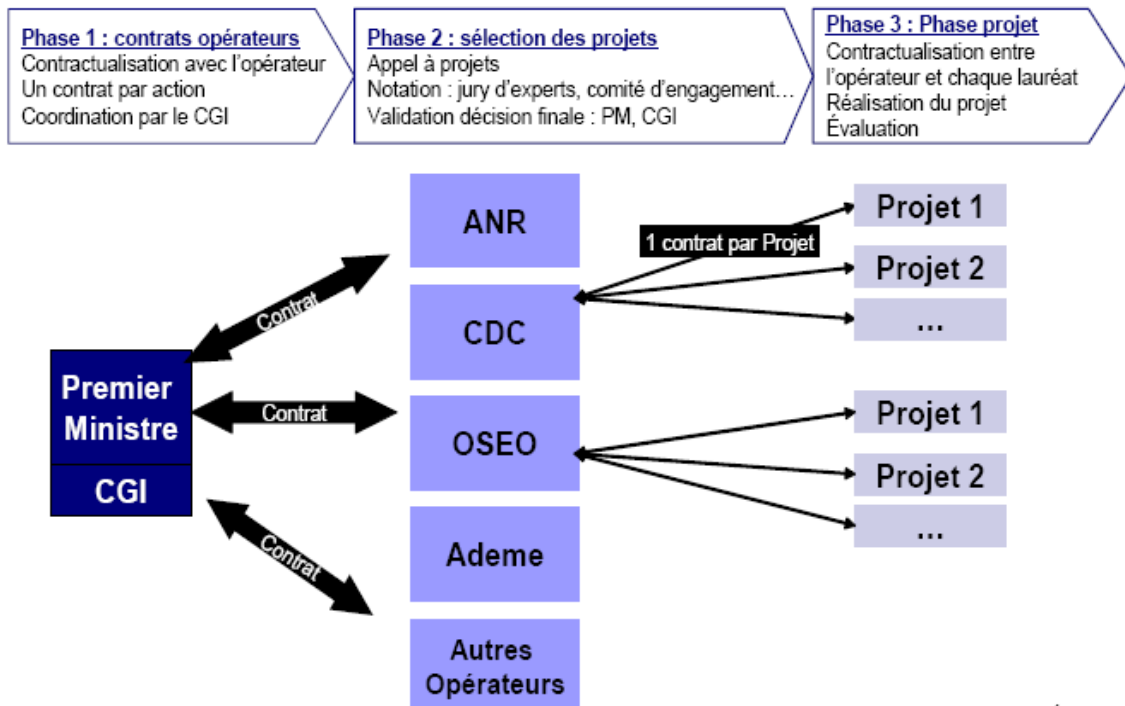 Phase 1 : contrats opérateurs
Contractualisation avec l'opérateur
Un contrat par action
Coordination par le CGI
Phase 2 : sélection des projets
Appel à projets
Notation : jury d'experts, comité d'engagement…
Validation décision finale : PM, CGI
Phase 3 : Phase projet
Contractualisation entre
l'opérateur et chaque lauréat
Réalisation du projet
Évaluation
Premier
Ministre
CGI
Contrat
Contrat
Contrat
ANR
CDC
OSEO
Ademe
Autres
Opérateurs
1 contrat par Projet
Projet 1
Projet 2
...
Projet 1
Projet 2
...